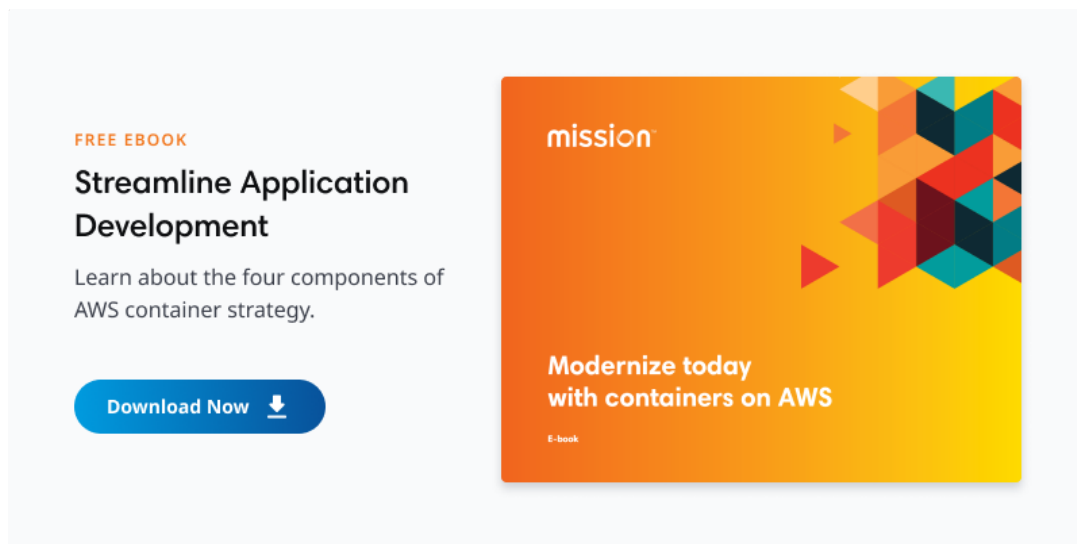 FREE EBOOK
Streamline Application
Development
Learn about the four components of
AWS container strategy.
Download Now
mission™
Modernize today
with containers on AWS
E-book